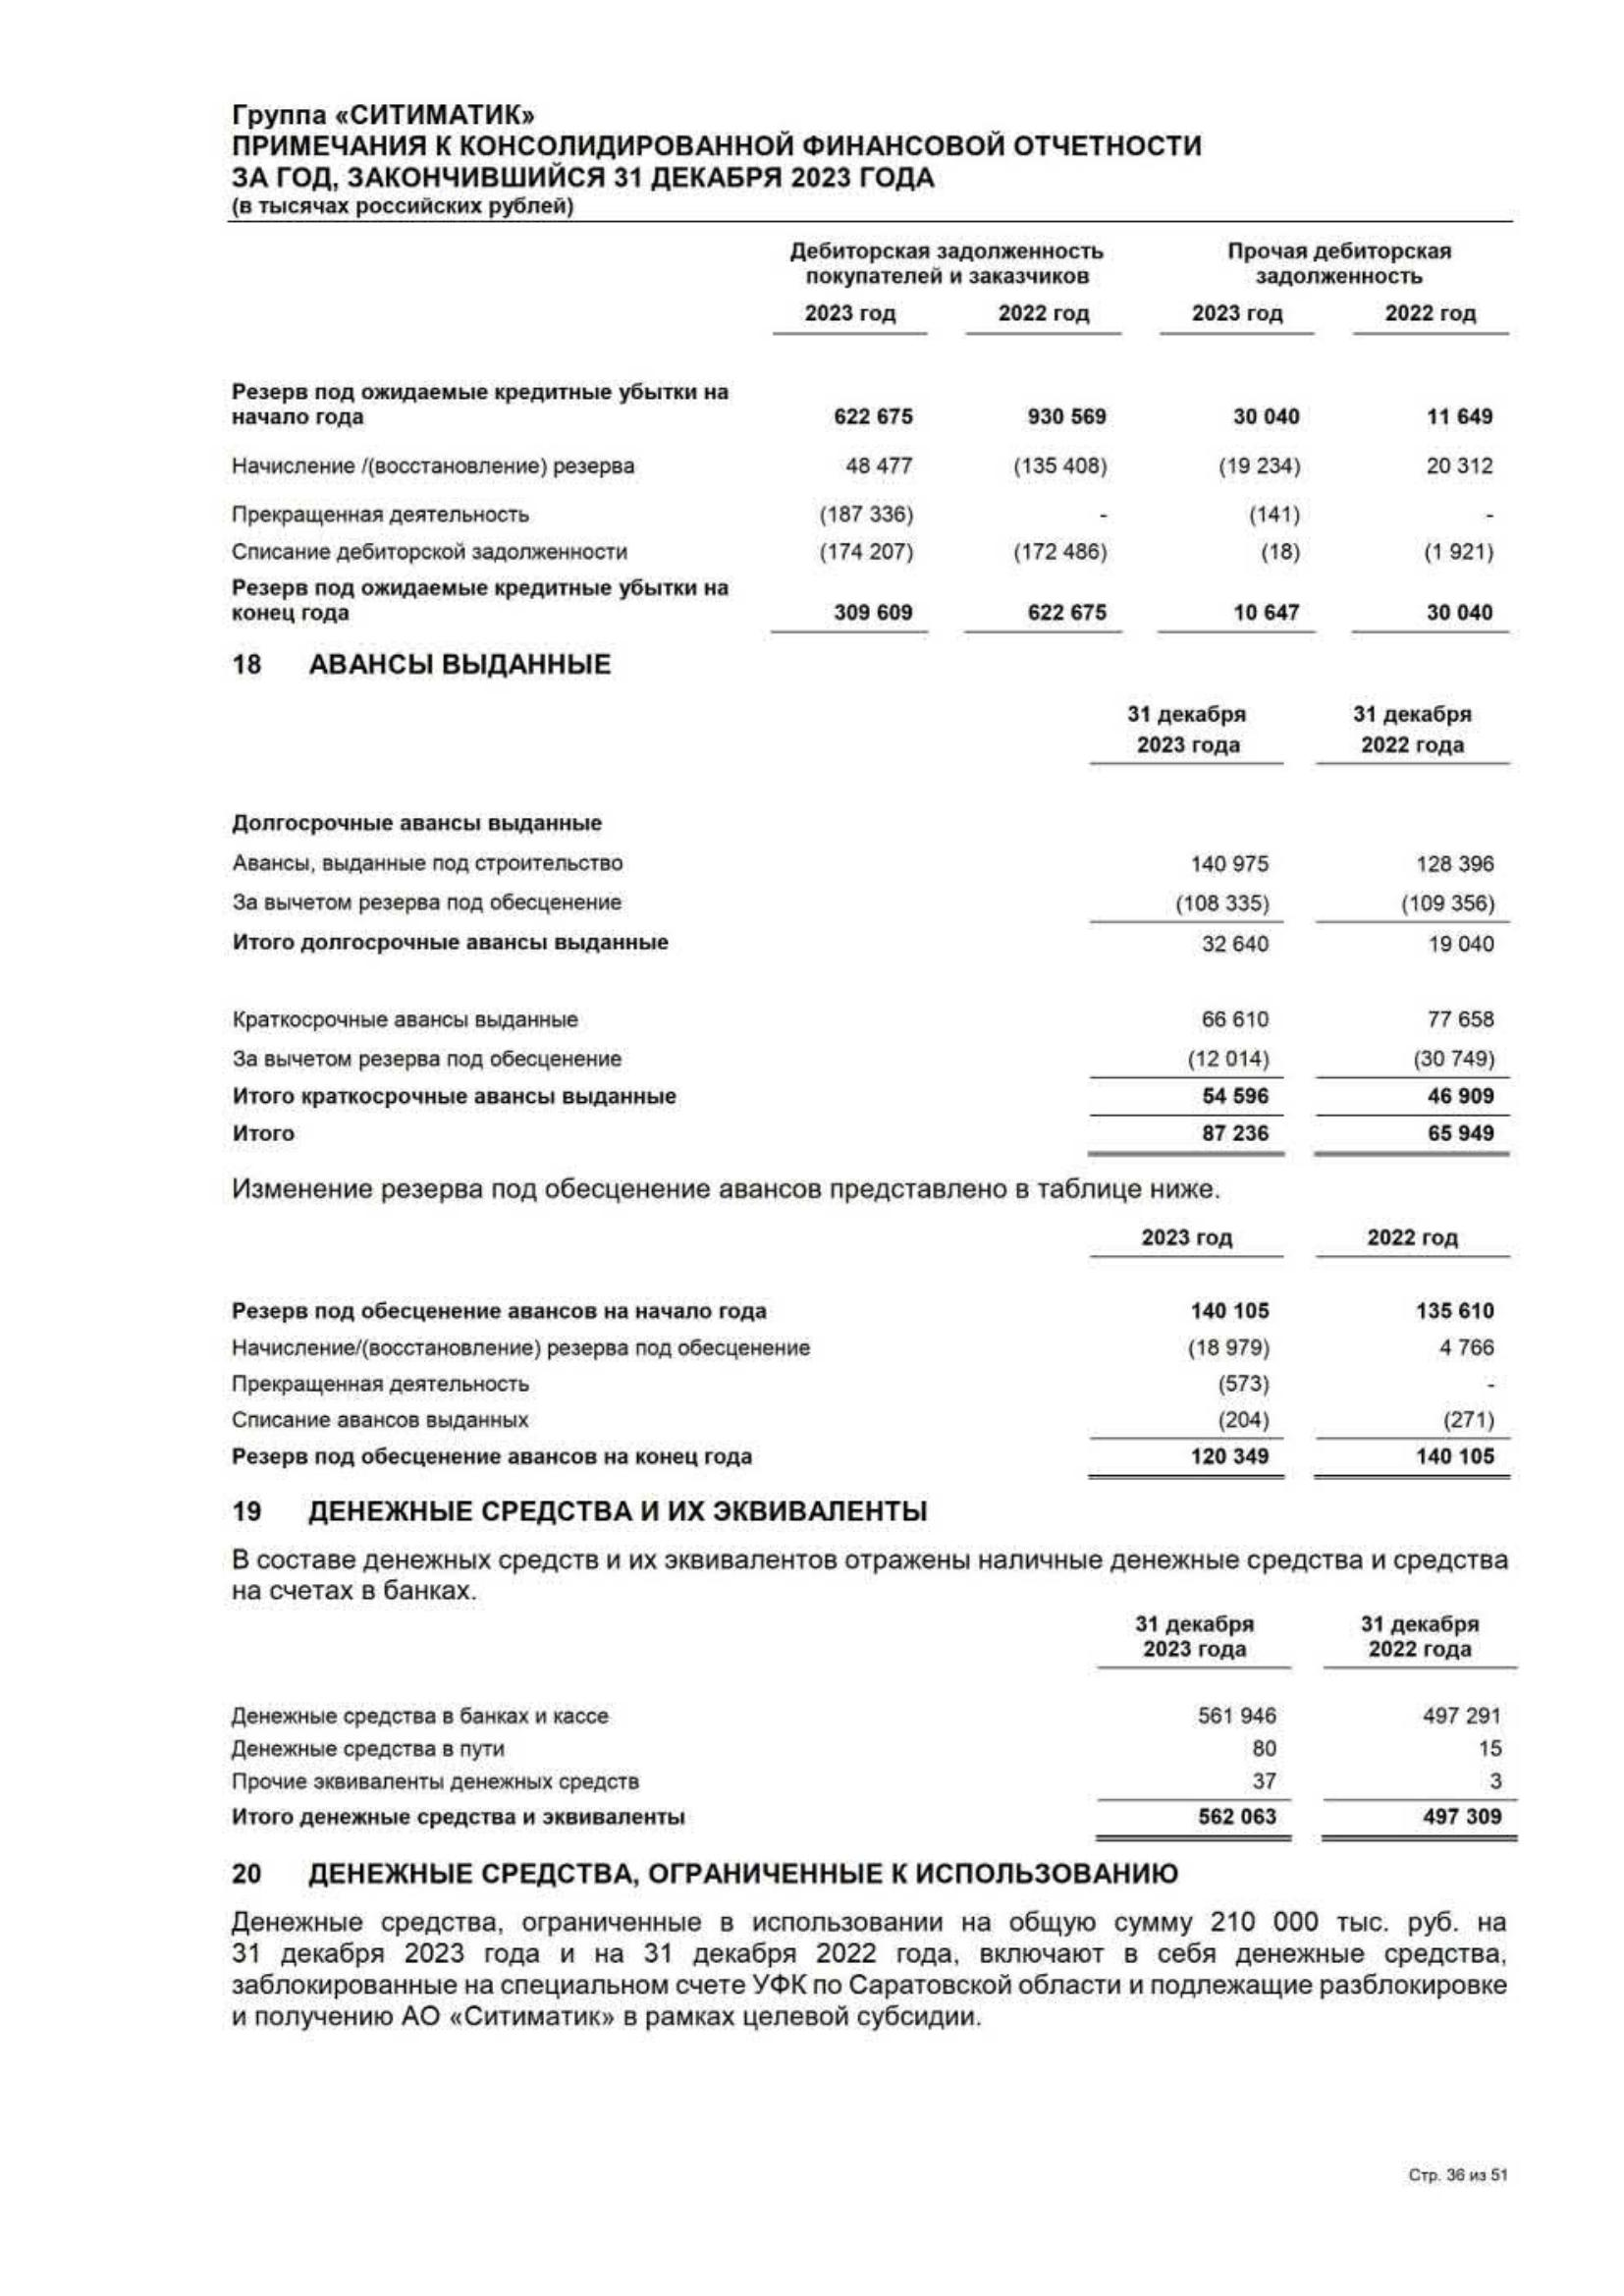 Группа «СИТИМАТИК»
ПРИМЕЧАНИЯ К КОНСОЛИДИРОВАННОЙ ФИНАНСОВОЙ ОТЧЕТНОСТИ
ЗА ГОД, ЗАКОНЧИВШИЙСЯ 31 ДЕКАБРЯ 2023 ГОДА
(в тысячах российских рублей)
Дебиторская задолженность Прочая дебиторская
покупателей и заказчиков задолженность
2023 год 2022 год 2023 год 2022 год
Резерв под ожидаемые кредитные убытки на
начало года 622 675 930 569 30 040 11 649
Начисление /(восстановление) резерва 48 477 (135 408) (19 234) 20 312
Прекращенная деятельность (187 336) - (141) -
Списание дебиторской задолженности (174 207) (172 486) (18) (1 921)
Резерв под ожидаемые кредитные убытки на
конец года 309 609 622 675 10 647 30 040
18 АВАНСЫ ВЫДАННЫЕ
31 декабря 31 декабря
2023 года 2022 года
Долгосрочные авансы выданные
Авансы, выданные под строительство 140 975 128 396
За вычетом резерва под обесценение (108 335) (109 356)
Итого долгосрочные авансы выданные 32 640 19 040
Краткосрочные авансы выданные 66 610 77 658
За вычетом резерва под обесценение (12 014) (30 749)
Итого краткосрочные авансы выданные 54 596 46 909
Итого 87 236 65 949
Изменение резерва под обесценение авансов представлено в таблице ниже.
2023 год 2022 год
Резерв под обесценение авансов на начало года 140 105 135 610
Начисление/(восстановление) резерва под обесценение (18 979) 4 766
Прекращенная деятельность (573) -
Списание авансов выданных (204) (271)
Резерв под обесценение авансов на конец года 120 349 140 105
19 ДЕНЕЖНЫЕ СРЕДСТВА И ИХ ЭКВИВАЛЕНТЫ
В составе денежных средств и их эквивалентов отражены наличные денежные средства и средства
на счетах в банках.
31 декабря 31 декабря
2023 года 2022 года
Денежные средства в банках и кассе 561 946 497 291
Денежные средства в пути 80 15
Прочие эквиваленты денежных средств 37 3
Итого денежные средства и эквиваленты 562 063 497 309
20 ДЕНЕЖНЫЕ СРЕДСТВА, ОГРАНИЧЕННЫЕ К ИСПОЛЬЗОВАНИЮ
Денежные средства, ограниченные в использовании на общую сумму 210 000 тыс. руб. на
31 декабря 2023 года и на 31 декабря 2022 года, включают в себя денежные средства,
заблокированные на специальном счете УФК по Саратовской области и подлежащие разблокировке
и получению АО «Ситиматик» в рамках целевой субсидии.
Стр. 36 из 51